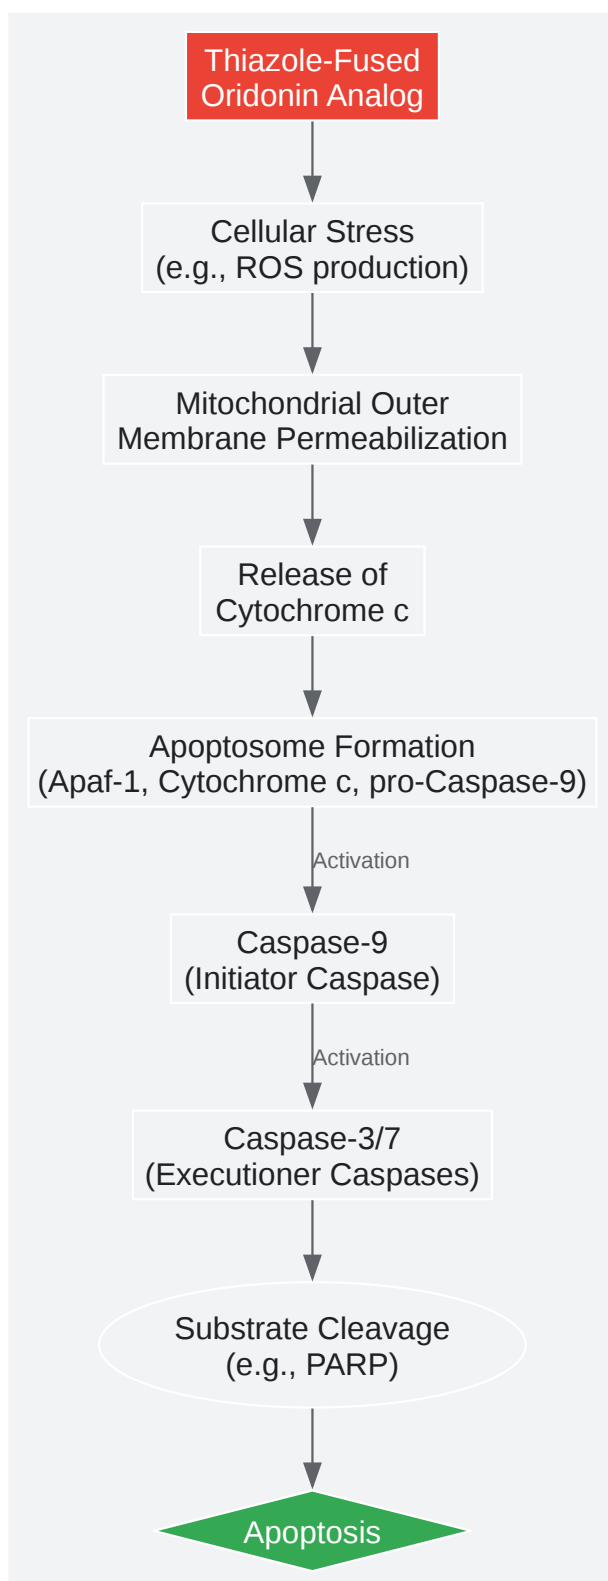 Thiazole-Fused
Oridonin Analog
Cellular Stress
(e.g., ROS production)
Mitochondrial Outer
Membrane Permeabilization
Release of
Cytochrome c
Apoptosome Formation
(Apaf-1, Cytochrome c, pro-Caspase-9)
Activation
Caspase-9
(Initiator Caspase)
Activation
Caspase-3/7
(Executioner Caspases)
Substrate Cleavage
(e.g., PARP)
Apoptosis